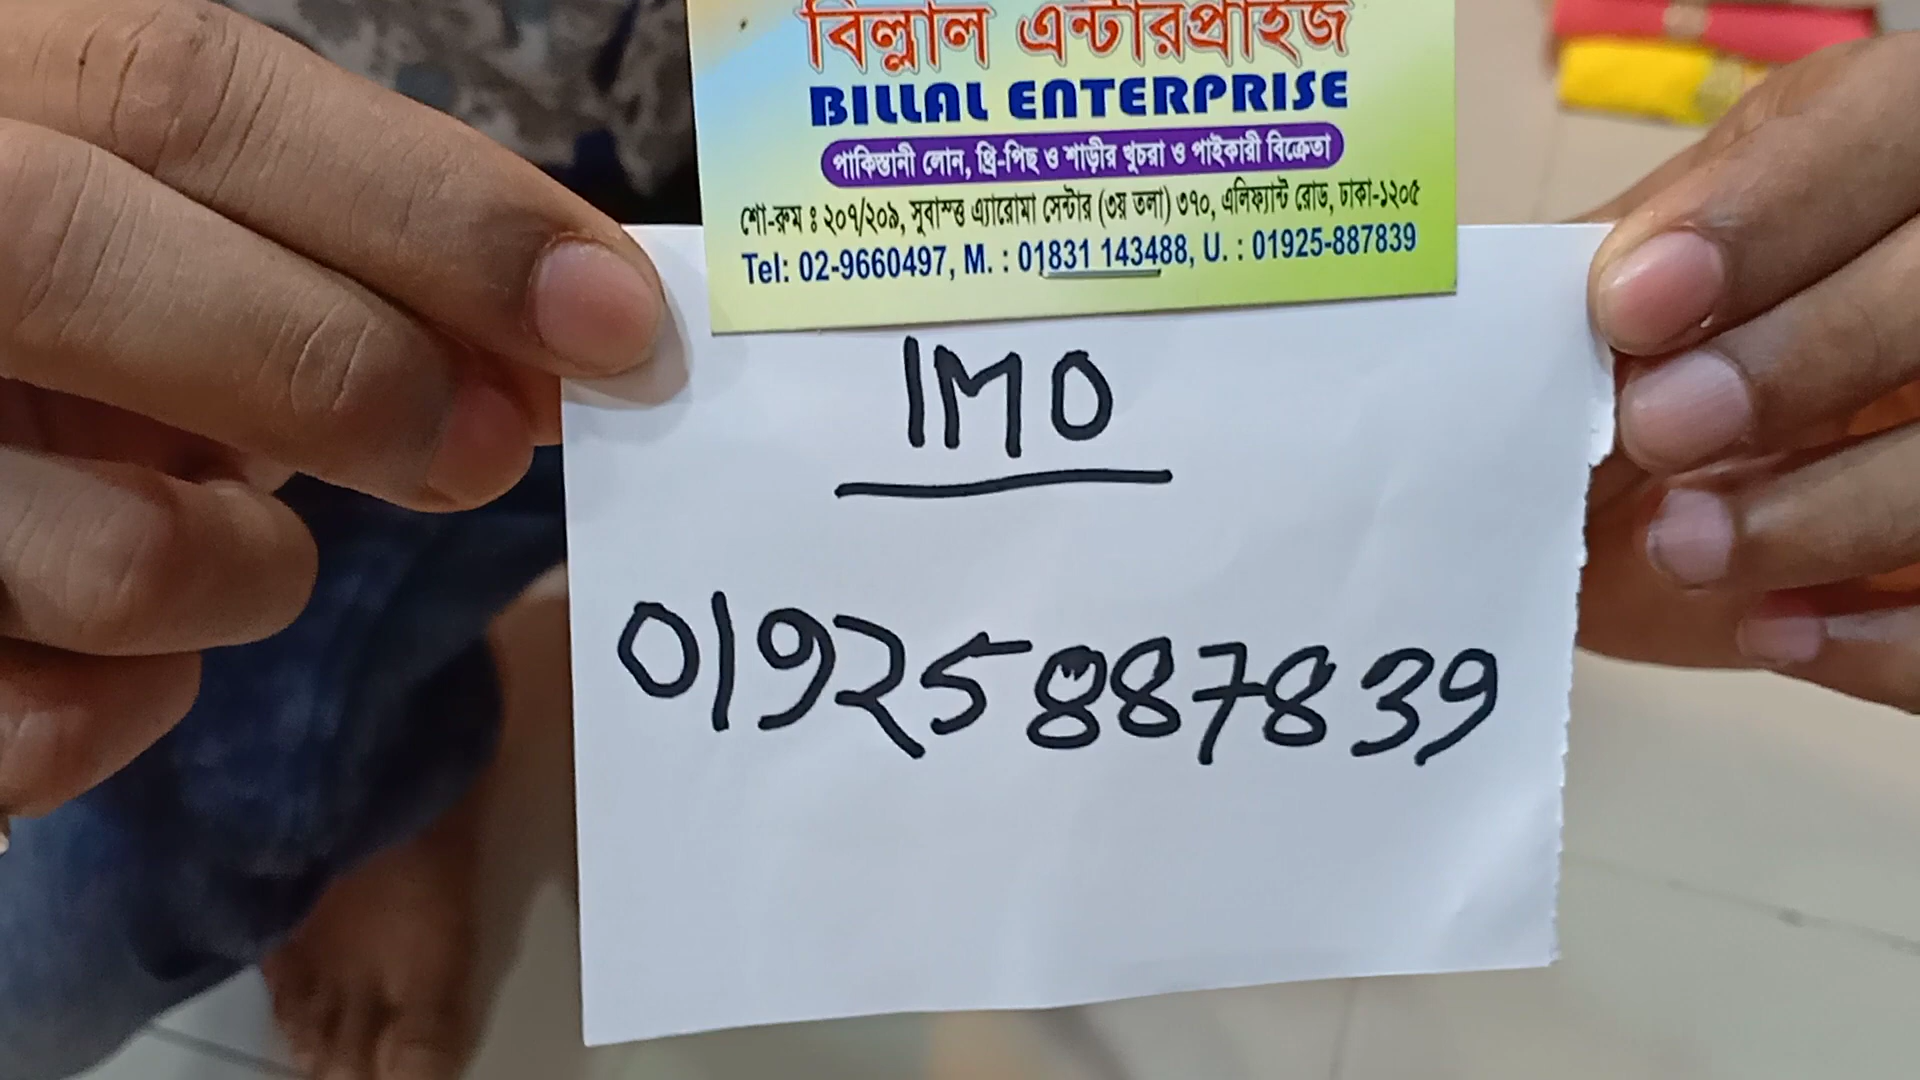 বিল্লাল এন্টারপ্রাইজ
BILLAL ENTERPRISE
পাকিস্তানী লোন, থ্রি-পিছ ও শাড়ীর খুচরা ও পাইকারী বিক্রেতা
শো-রুম ঃ ২০৭/২০৯, সুবাস্তু এ্যারোমা সেন্টার (৩য় তলা) ৩৭০, এলিফ্যান্ট রোড, ঢাকা-১২০৫
Tel: 02-9660497, M. : 01831 143488, U. : 01925-887839
IMO
01925887839